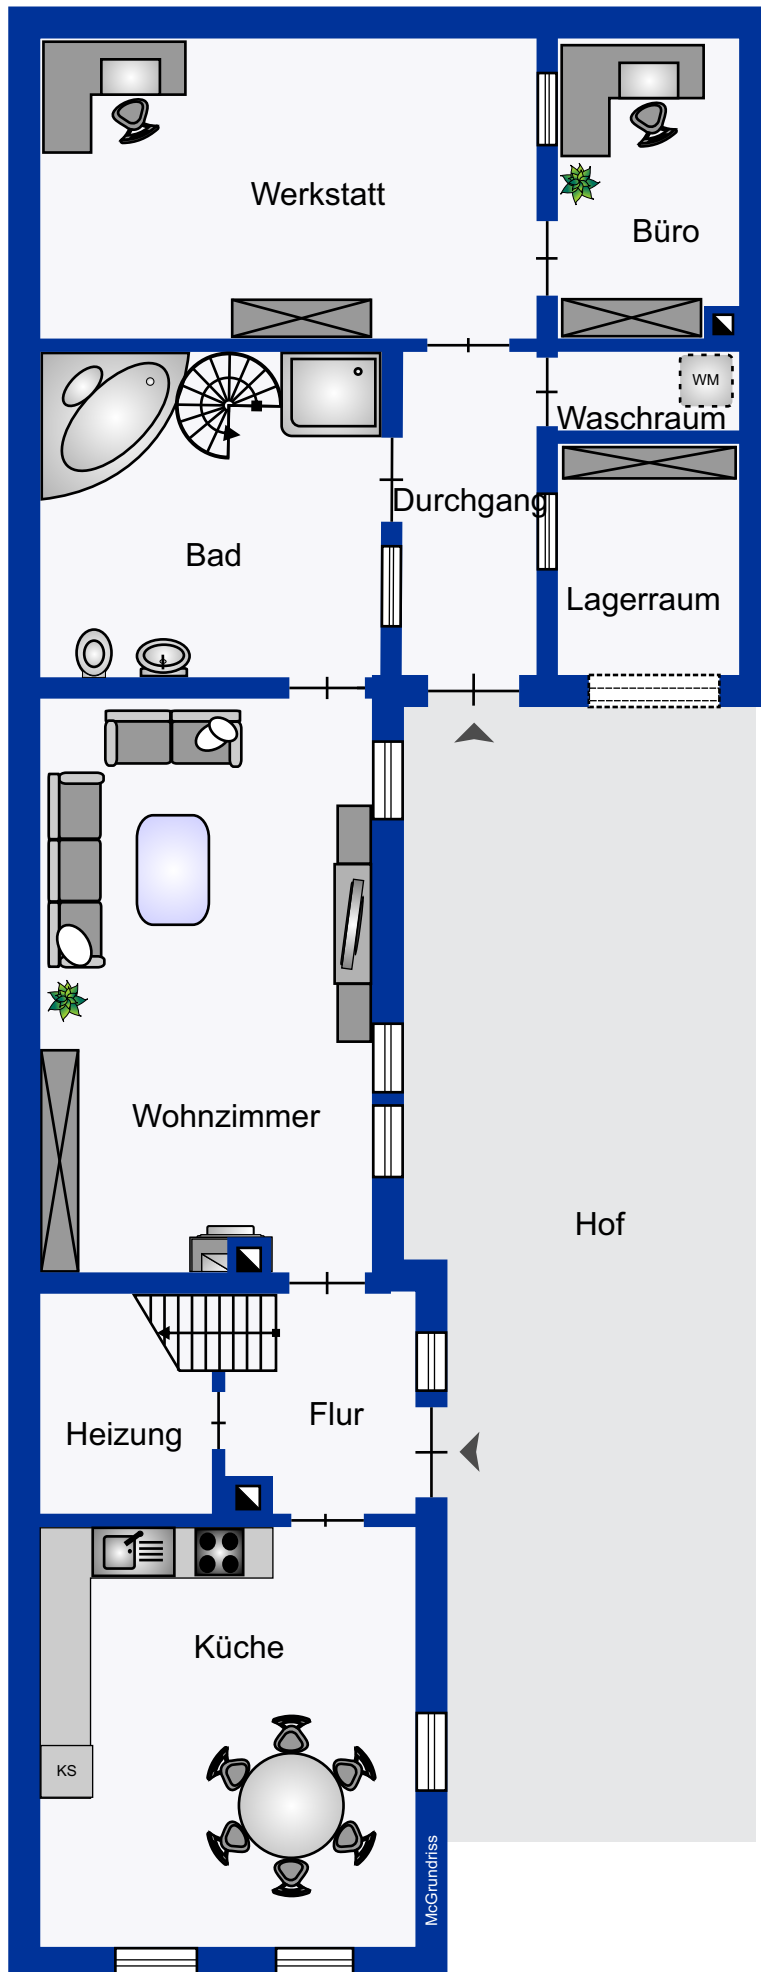 Werkstatt
Büro
WM
Waschraum
Durchgang
Bad
Lagerraum
Wohnzimmer
Hof
Flur
Heizung
Küche
KS
McGrundriss